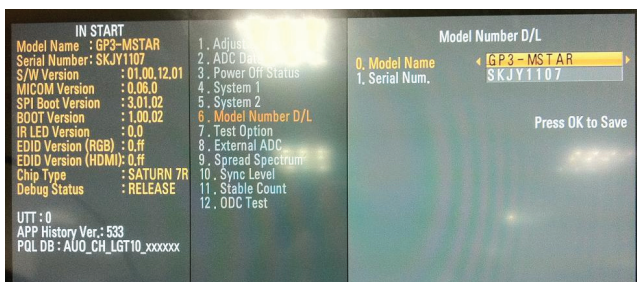 IN START
Model Name : GP3-MSTAR
Serial Number : SKJY1107
S/W Version : 01.00.12.01
MICOM Version : 0.06.0
SPI Boot Version : 3.01.02
BOOT Version : 1.00.02
IR LED Version : 0.0
EDID Version (RGB) : 0.ff
EDID Version (HDMI): 0.ff
Chip Type : SATURN 7R
Debug Status : RELEASE
UTT : 0
APP History Ver. : 533
PQL DB : AUO_CH_LGT10_xxxxxx
1. Adjust
2. ADC Data
3. Power Off Status
4. System 1
5. System 2
6. Model Number D/L
7. Test Option
8. External ADC
9. Spread Spectrum
10. Sync Level
11. Stable Count
12. ODC Test
Model Number D/L
0. Model Name GP3-MSTAR
1. Serial Num. SKJY1107
Press OK to Save